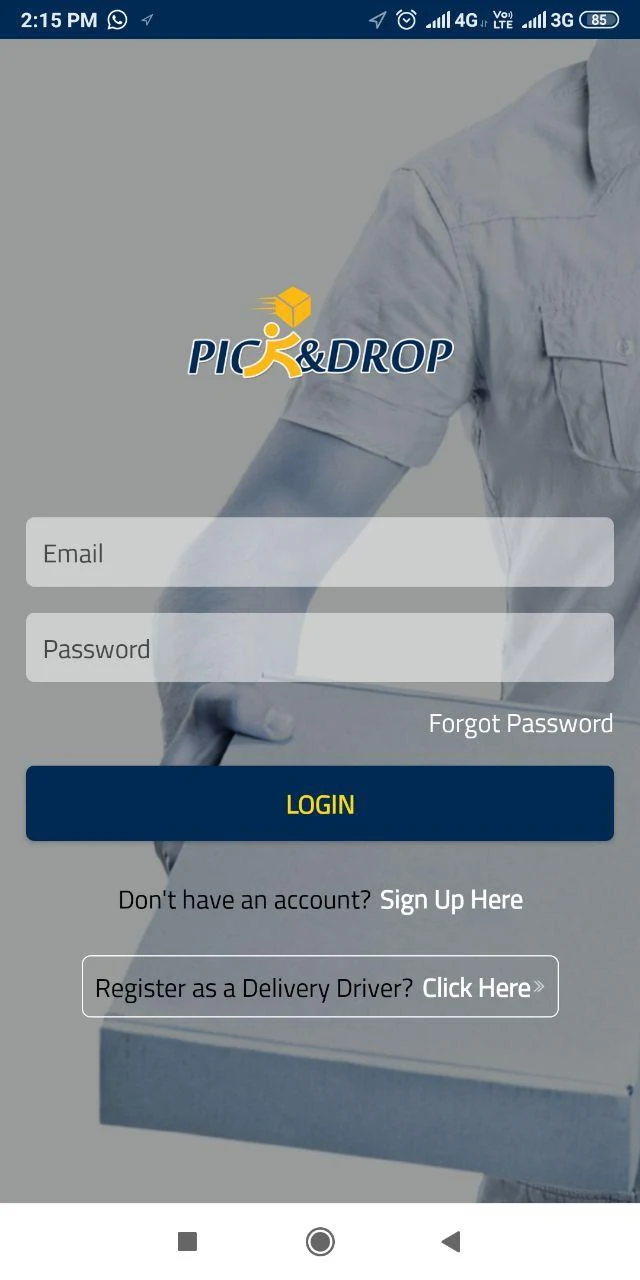 2:15 PM 4G Vo)) LTE 3G 85
PICK&DROP
Email
Password
Forgot Password
LOGIN
Don't have an account? Sign Up Here
Register as a Delivery Driver? Click Here»